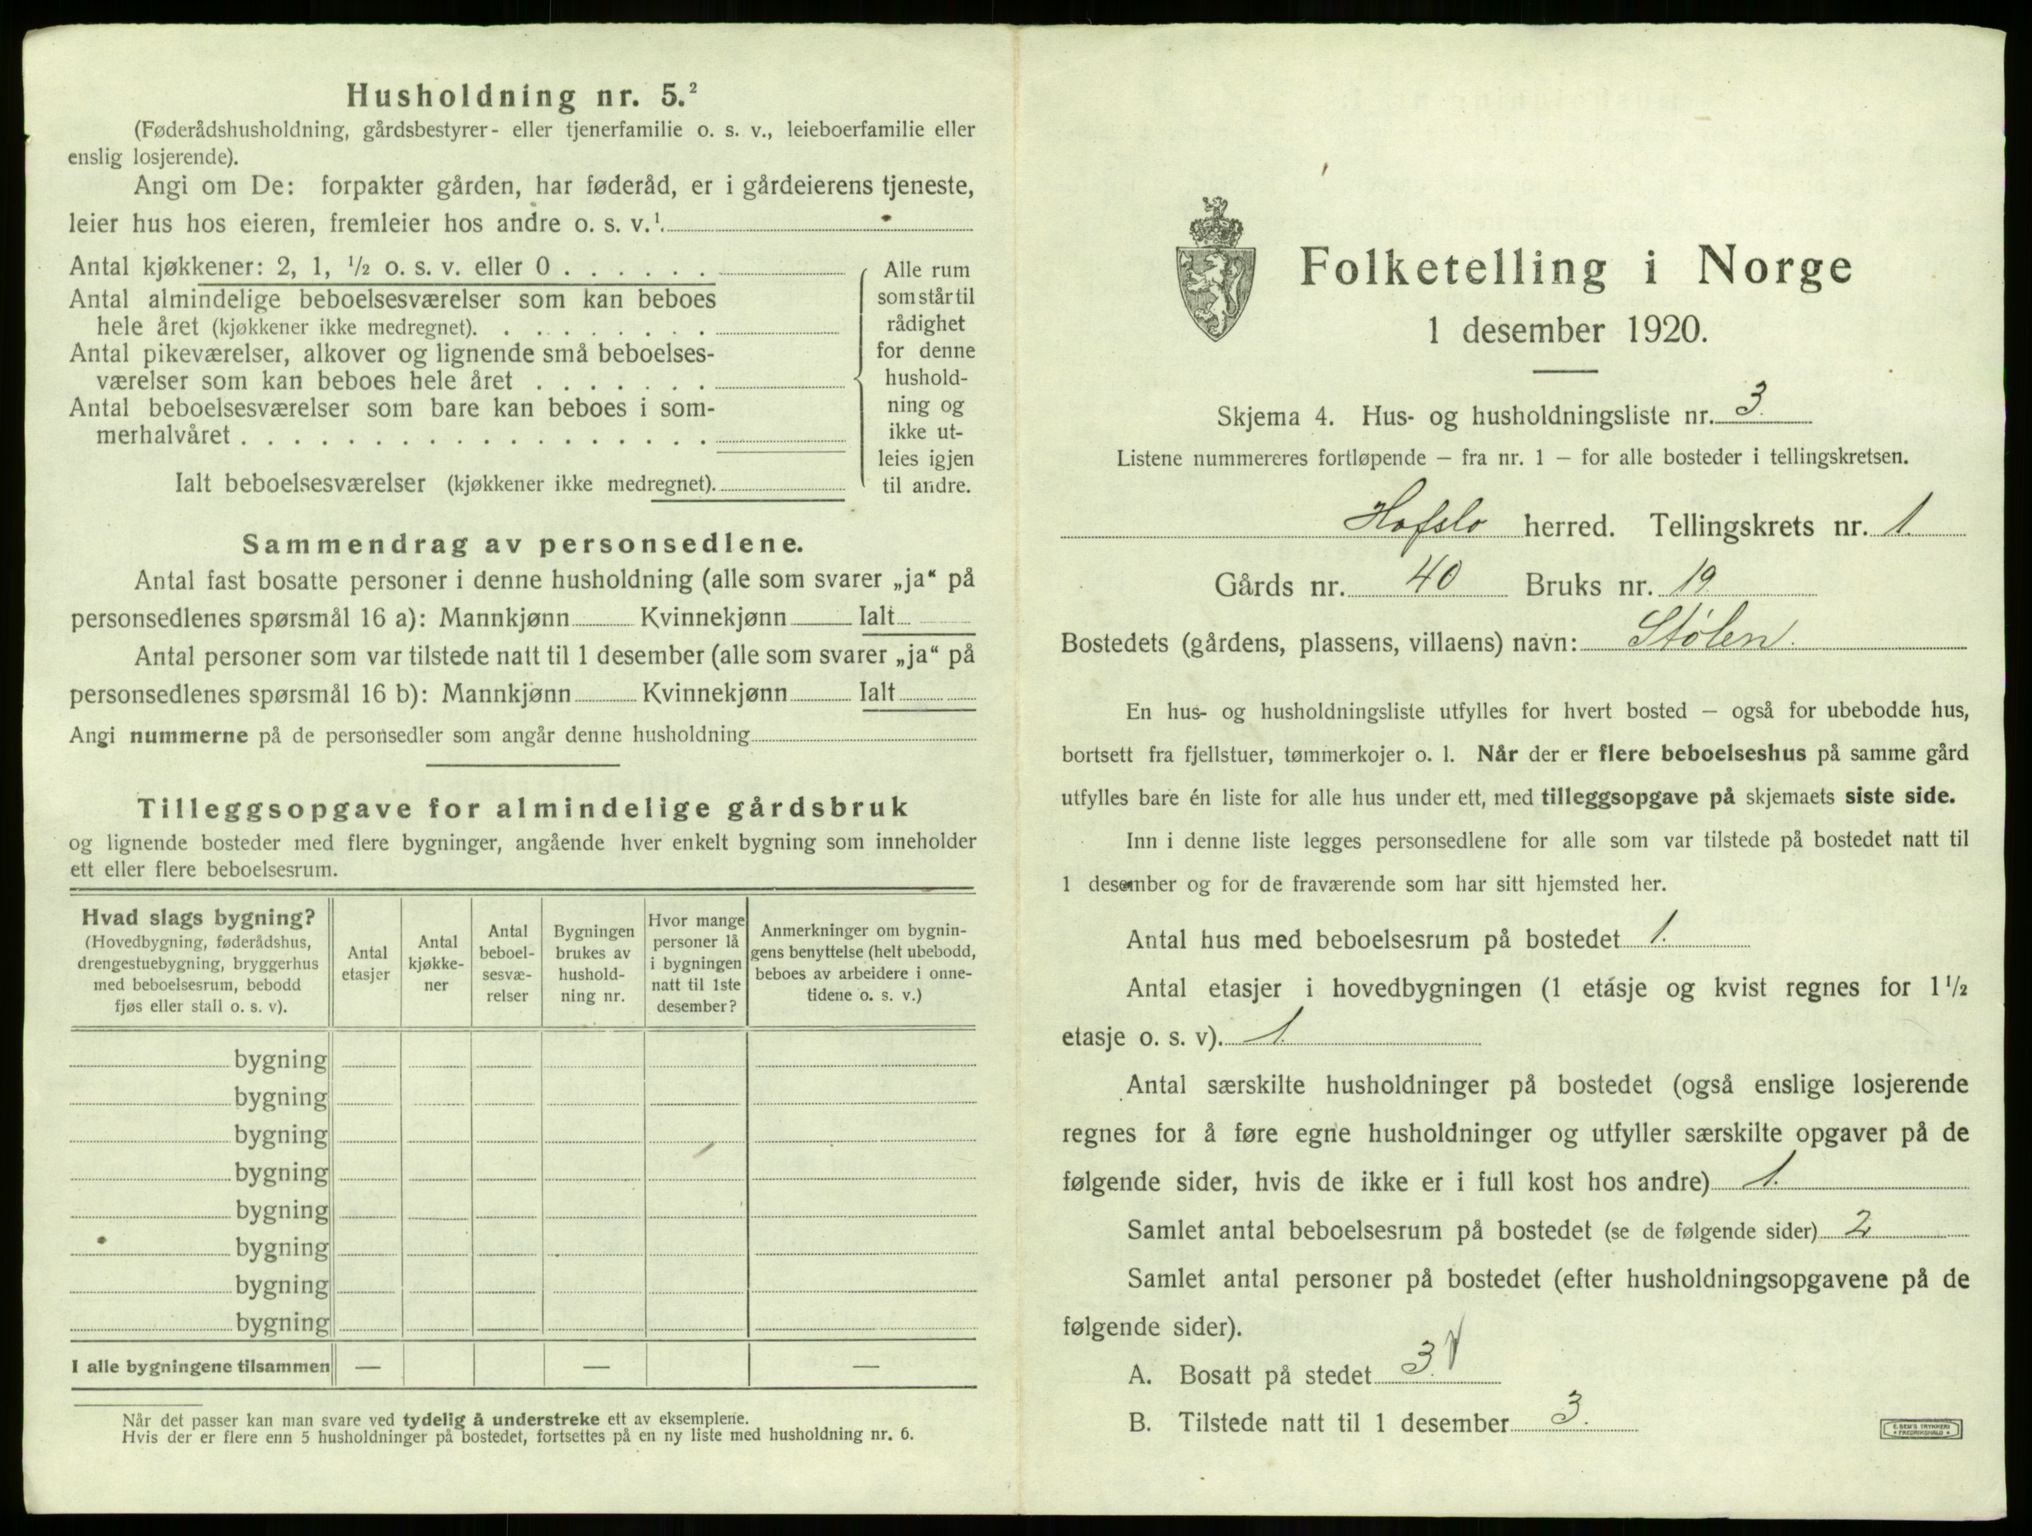 Husholdning nr. 5.²
(Føderådshusholdning, gårdsbestyrer- eller tjenerfamilie o. s. v., leieboerfamilie eller
enslig losjerende).
Angi om De: forpakter gården, har føderåd, er i gårdeierens tjeneste,
leier hus hos eieren, fremleier hos andre o. s. v.¹
Antal kjøkkener: 2, 1, ½ o. s. v. eller 0 . . . . . .
Antal almindelige beboelsesværelser som kan beboes
hele året (kjøkkener ikke medregnet). . . . . . . . . .
Antal pikeværelser, alkover og lignende små beboelses-
værelser som kan beboes hele året . . . . . . .
Antal beboelsesværelser som bare kan beboes i som-
merhalvåret . . . . . . . . . . . . . . . . . .
Ialt beboelsesværelser (kjøkkener ikke medregnet).
Alle rum
som står til
rådighet
for denne
hushold-
ning og
ikke ut-
leies igjen
til andre.
Sammendrag av personsedlene.
Antal fast bosatte personer i denne husholdning (alle som svarer „ja“ på
personsedlenes spørsmål 16 a): Mannkjønn Kvinnekjønn Ialt
Antal personer som var tilstede natt til 1 desember (alle som svarer „ja“ på
personsedlenes spørsmål 16 b): Mannkjønn Kvinnekjønn Ialt
Angi nummerne på de personsedler som angår denne husholdning
Tilleggsopgave for almindelige gårdsbruk
og lignende bosteder med flere bygninger, angående hver enkelt bygning som inneholder
ett eller flere beboelsesrum.
Hvad slags bygning?
(Hovedbygning, føderådshus,
drengestuebygning, bryggerhus
med beboelsesrum, bebodd
fjøs eller stall o. s. v).
Antal
etasjer
Antal
kjøkke-
ner
Antal
beboel-
sesvæ-
relser
Bygningen
brukes av
hushold-
ning nr.
Hvor mange
personer lå
i bygningen
natt til 1ste
desember?
Anmerkninger om bygnin-
gens benyttelse (helt ubebodd,
beboes av arbeidere i onne-
tidene o. s. v.)
bygning
bygning
bygning
bygning
bygning
bygning
bygning
bygning
I alle bygningene tilsammen — — —
Når det passer kan man svare ved tydelig å understreke ett av eksemplene.
Hvis der er flere enn 5 husholdninger på bostedet, fortsettes på en ny liste med husholdning nr. 6.
Folketelling i Norge
1 desember 1920.
Skjema 4. Hus- og husholdningsliste nr. 3.
Listene nummereres fortløpende – fra nr. 1 – for alle bosteder i tellingskretsen.
Hafslo herred. Tellingskrets nr. 1.
Gårds nr. 40 Bruks nr. 19
Bostedets (gårdens, plassens, villaens) navn: Stølen.
En hus- og husholdningsliste utfylles for hvert bosted – også for ubebodde hus,
bortsett fra fjellstuer, tømmerkojer o. l. Når der er flere beboelseshus på samme gård
utfylles bare én liste for alle hus under ett, med tilleggsopgave på skjemaets siste side.
Inn i denne liste legges personsedlene for alle som var tilstede på bostedet natt til
1 desember og for de fraværende som har sitt hjemsted her.
Antal hus med beboelsesrum på bostedet 1.
Antal etasjer i hovedbygningen (1 etasje og kvist regnes for 1½
etasje o. s. v). 1.
Antal særskilte husholdninger på bostedet (også enslige losjerende
regnes for å føre egne husholdninger og utfyller særskilte opgaver på de
følgende sider, hvis de ikke er i full kost hos andre) 1.
Samlet antal beboelsesrum på bostedet (se de følgende sider) 2
Samlet antal personer på bostedet (efter husholdningsopgavene på de
følgende sider).
A. Bosatt på stedet 3.
B. Tilstede natt til 1 desember 3.
E. SEM'S TRYKKERI
FREDRIKSHALD